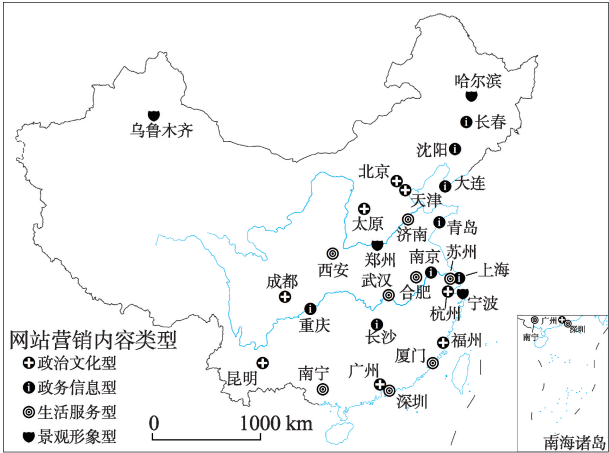 哈尔滨
长春
乌鲁木齐
沈阳
北京
大连
天津
太原
济南
青岛
郑州
西安
南京
苏州
上海
成都
武汉
合肥
杭州
宁波
重庆
长沙
福州
厦门
昆明
南宁
广州
深圳
网站营销内容类型
政治文化型
政务信息型
生活服务型
景观形象型
0 1000 km
广州
深圳
南宁
南海诸岛